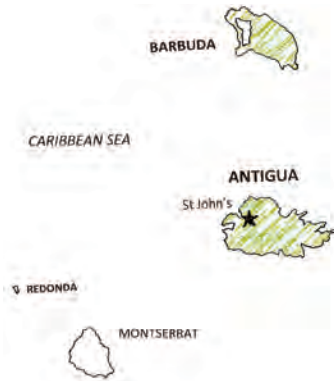 BARBUDA
CARIBBEAN SEA
ANTIGUA
St John's
REDONDA
MONTSERRAT